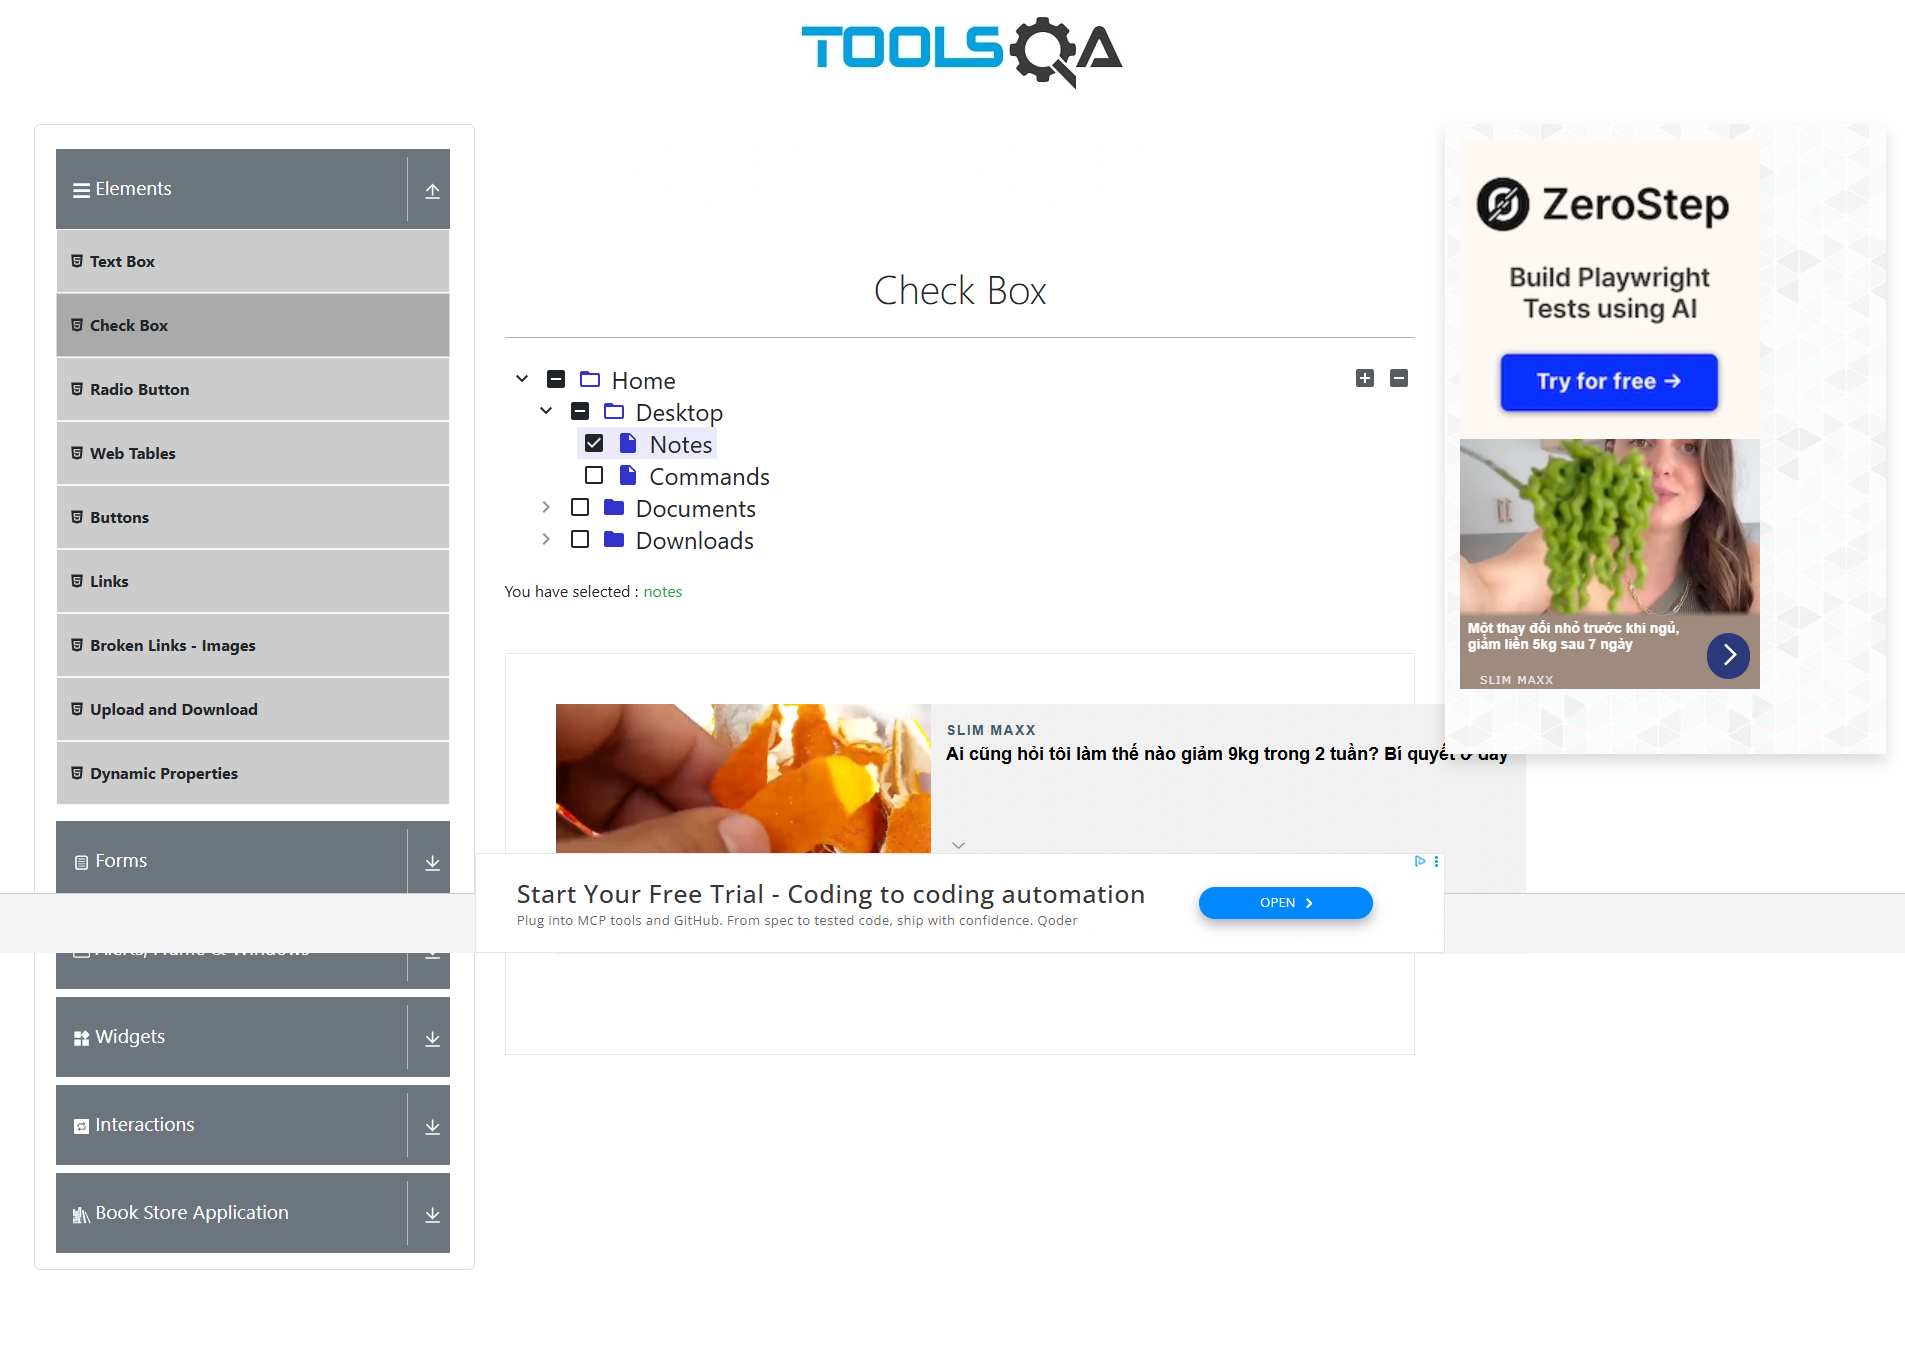 TOOLSQA
Elements
Text Box
Check Box
Radio Button
Web Tables
Buttons
Links
Broken Links - Images
Upload and Download
Dynamic Properties
Forms
Alerts, Frame & Windows
Widgets
Interactions
Book Store Application
Check Box
Home
Desktop
Notes
Commands
Documents
Downloads
You have selected : notes
SLIM MAXX
Ai cũng hỏi tôi làm thế nào giảm 9kg trong 2 tuần? Bí quyết ở đây
Start Your Free Trial - Coding to coding automation
Plug into MCP tools and GitHub. From spec to tested code, ship with confidence. Qoder
OPEN
ZeroStep
Build Playwright
Tests using AI
Try for free →
Một thay đổi nhỏ trước khi ngủ,
giảm liền 5kg sau 7 ngày
SLIM MAXX